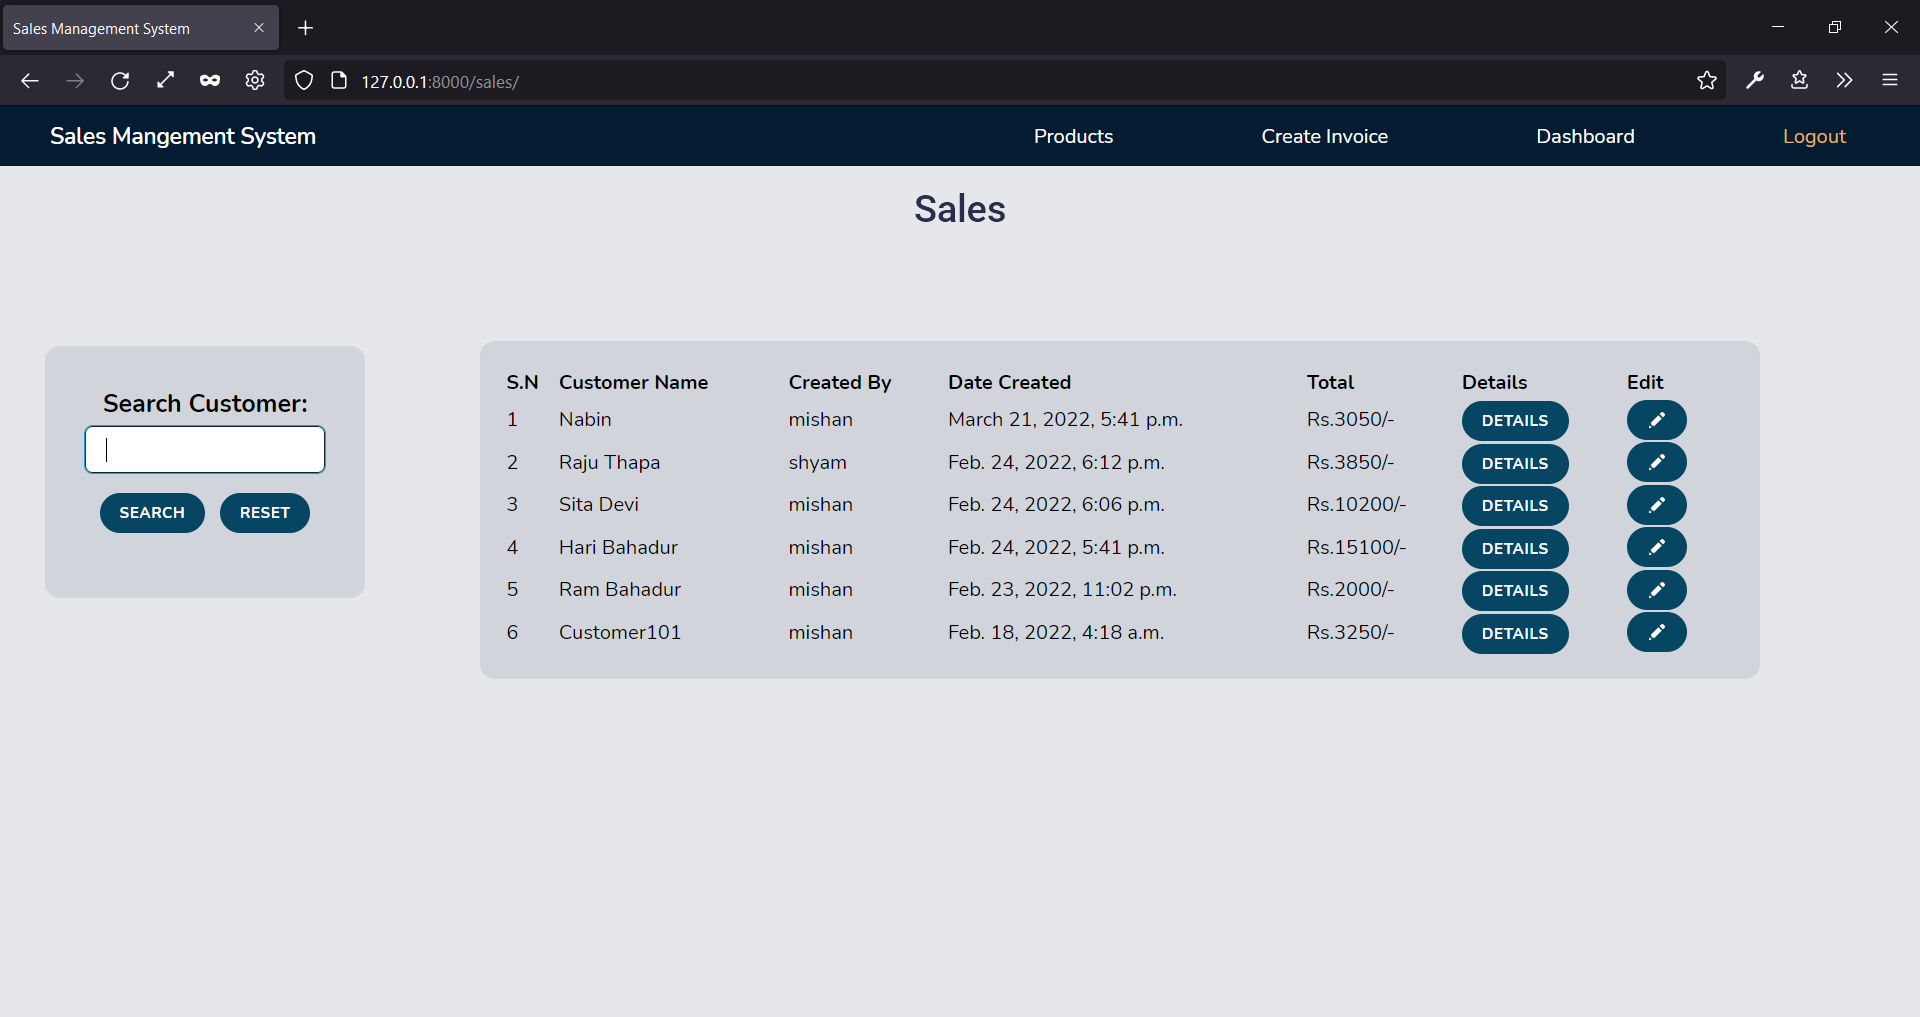 Sales Management System
127.0.0.1:8000/sales/
Sales Mangement System Products Create Invoice Dashboard Logout
Sales
Search Customer:
SEARCH RESET
S.N Customer Name Created By Date Created Total Details Edit
1 Nabin mishan March 21, 2022, 5:41 p.m. Rs.3050/- DETAILS
2 Raju Thapa shyam Feb. 24, 2022, 6:12 p.m. Rs.3850/- DETAILS
3 Sita Devi mishan Feb. 24, 2022, 6:06 p.m. Rs.10200/- DETAILS
4 Hari Bahadur mishan Feb. 24, 2022, 5:41 p.m. Rs.15100/- DETAILS
5 Ram Bahadur mishan Feb. 23, 2022, 11:02 p.m. Rs.2000/- DETAILS
6 Customer101 mishan Feb. 18, 2022, 4:18 a.m. Rs.3250/- DETAILS